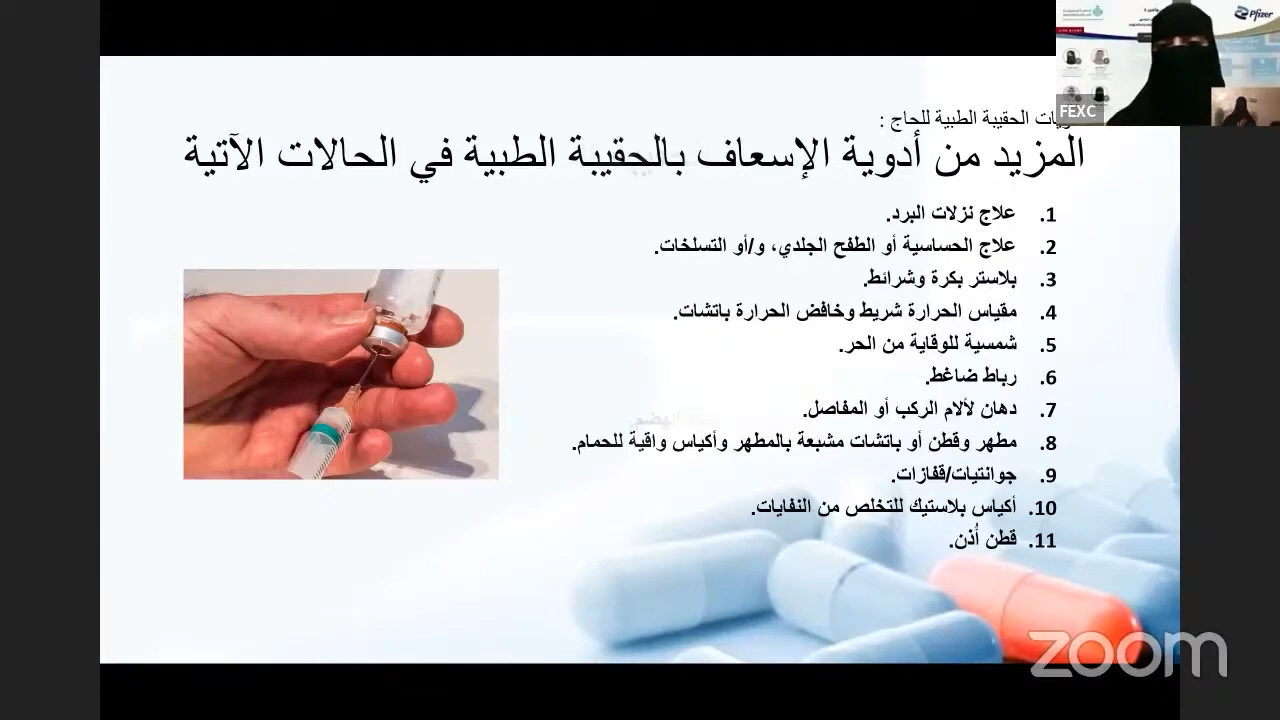 Pfizer
FEXC
الحقيبة الطبية للحاج :
المزيد من أدوية الإسعاف بالحقيبة الطبية في الحالات الآتية
1. علاج نزلات البرد.
2. علاج الحساسية أو الطفح الجلدي، و/أو التسلخات.
3. بلاستر بكرة وشرائط.
4. مقياس الحرارة شريط وخافض الحرارة باتشات.
5. شمسية للوقاية من الحر.
6. رباط ضاغط.
7. دهان لألام الركب أو المفاصل.
8. مطهر وقطن أو باتشات مشبعة بالمطهر وأكياس واقية للحمام.
9. جوانتيات/قفازات.
10. أكياس بلاستيك للتخلص من النفايات.
11. قطن أُذن.
zoom